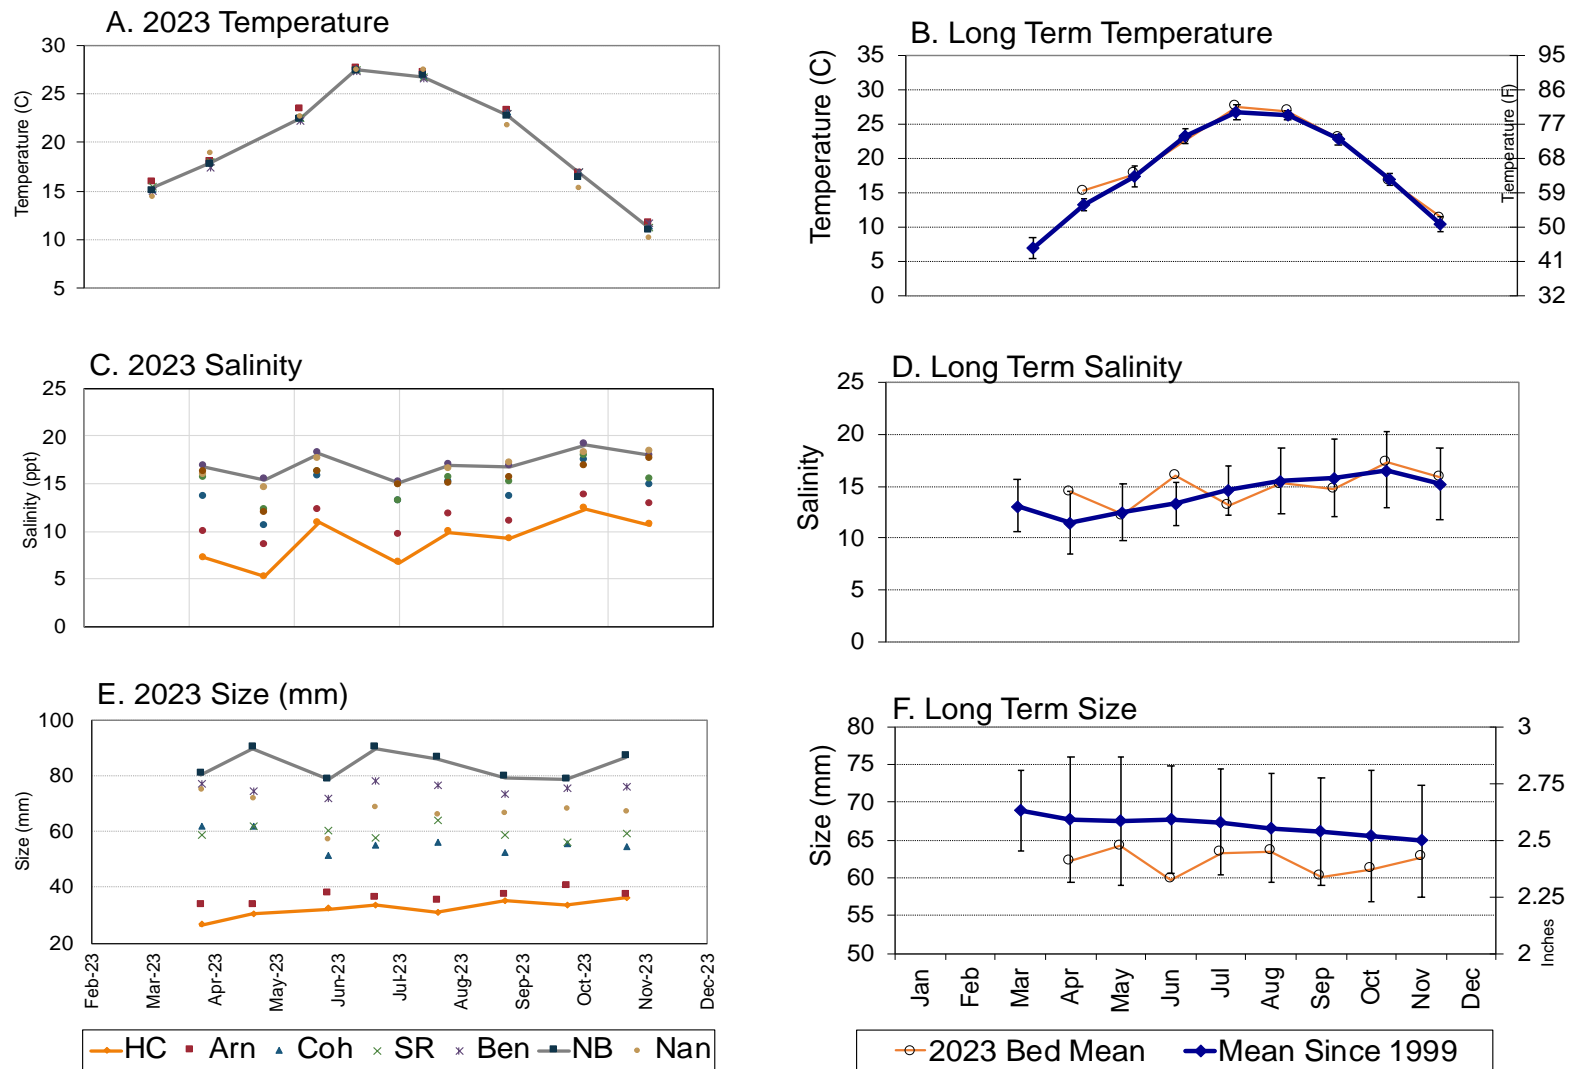 A. 2023 Temperature
30
25
20
15
10
5
Temperature (C)
B. Long Term Temperature
35
30
25
20
15
10
5
0
Temperature (C)
95
86
77
68
59
50
41
32
Temperature (F)
C. 2023 Salinity
25
20
15
10
5
0
Salinity (ppt)
D. Long Term Salinity
25
20
15
10
5
0
Salinity
E. 2023 Size (mm)
100
80
60
40
20
Size (mm)
Feb-23
Mar-23
Apr-23
May-23
Jun-23
Jul-23
Aug-23
Sep-23
Oct-23
Nov-23
Dec-23
HC Arn Coh SR Ben NB Nan
F. Long Term Size
80
75
70
65
60
55
50
Size (mm)
3
2.75
2.5
2.25
2
Inches
Jan
Feb
Mar
Apr
May
Jun
Jul
Aug
Sep
Oct
Nov
Dec
2023 Bed Mean Mean Since 1999